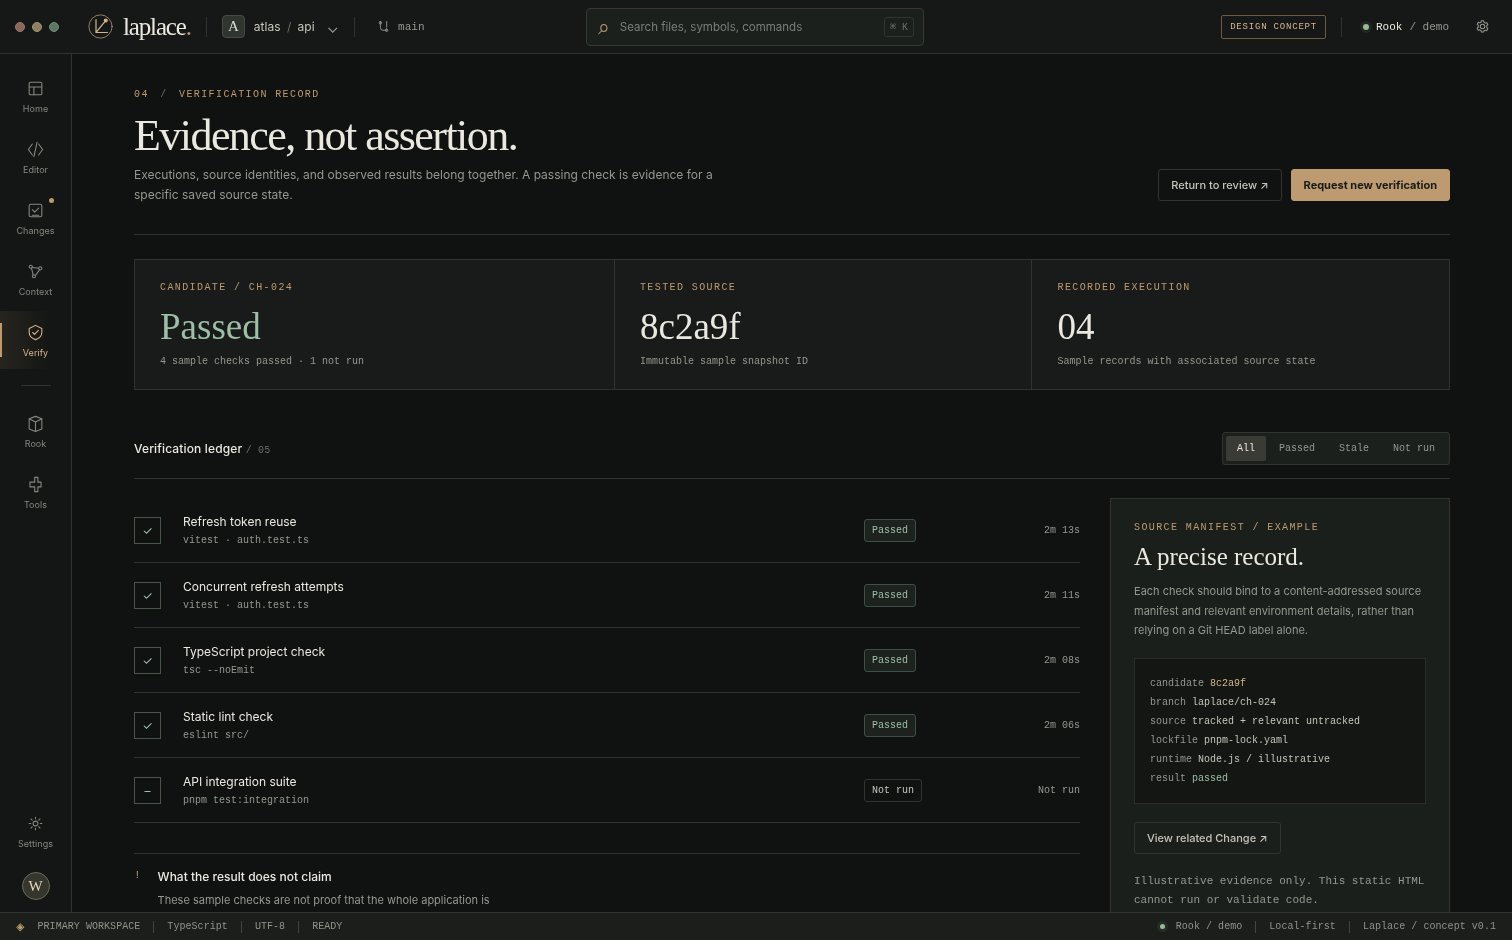 laplace.
A
atlas / api
main
Search files, symbols, commands
⌘ K
DESIGN CONCEPT
Rook / demo
Home
Editor
Changes
Context
Verify
Rook
Tools
Settings
W
04 / VERIFICATION RECORD
Evidence, not assertion.
Executions, source identities, and observed results belong together. A passing check is evidence for a
specific saved source state.
Return to review ↗
Request new verification
CANDIDATE / CH-024
Passed
4 sample checks passed · 1 not run
TESTED SOURCE
8c2a9f
Immutable sample snapshot ID
RECORDED EXECUTION
04
Sample records with associated source state
Verification ledger / 05
All
Passed
Stale
Not run
Refresh token reuse
vitest · auth.test.ts
Passed
2m 13s
Concurrent refresh attempts
vitest · auth.test.ts
Passed
2m 11s
TypeScript project check
tsc --noEmit
Passed
2m 08s
Static lint check
eslint src/
Passed
2m 06s
API integration suite
pnpm test:integration
Not run
Not run
! What the result does not claim
These sample checks are not proof that the whole application is
SOURCE MANIFEST / EXAMPLE
A precise record.
Each check should bind to a content-addressed source
manifest and relevant environment details, rather than
relying on a Git HEAD label alone.
candidate 8c2a9f
branch laplace/ch-024
source tracked + relevant untracked
lockfile pnpm-lock.yaml
runtime Node.js / illustrative
result passed
View related Change ↗
Illustrative evidence only. This static HTML
cannot run or validate code.
PRIMARY WORKSPACE
TypeScript
UTF-8
READY
Rook / demo
Local-first
Laplace / concept v0.1